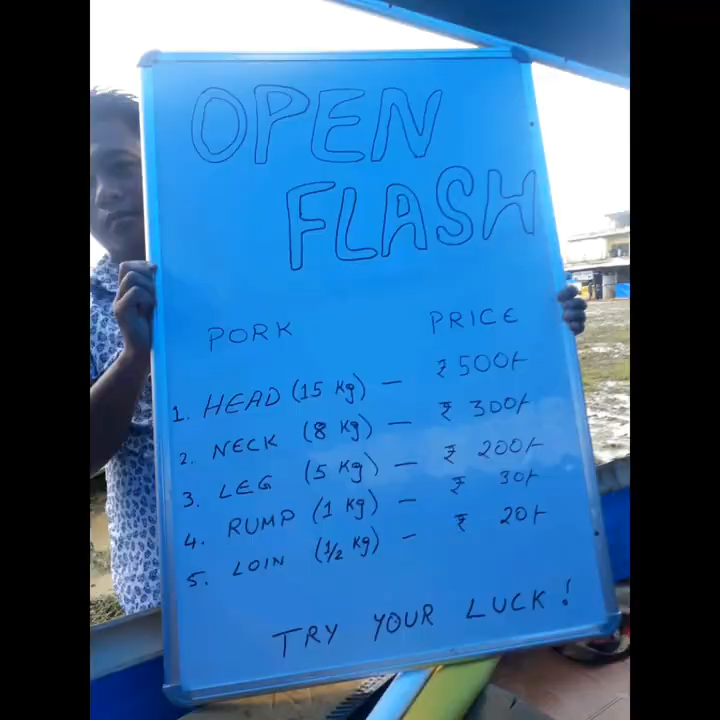 OPEN
FLASH
PORK PRICE
1. HEAD (15 Kg) — ₹ 500/-
2. NECK (8 Kg) — ₹ 300/-
3. LEG (5 Kg) — ₹ 200/-
4. RUMP (1 Kg) — ₹ 30/-
5. LOIN (1/2 Kg) — ₹ 20/-
TRY YOUR LUCK!